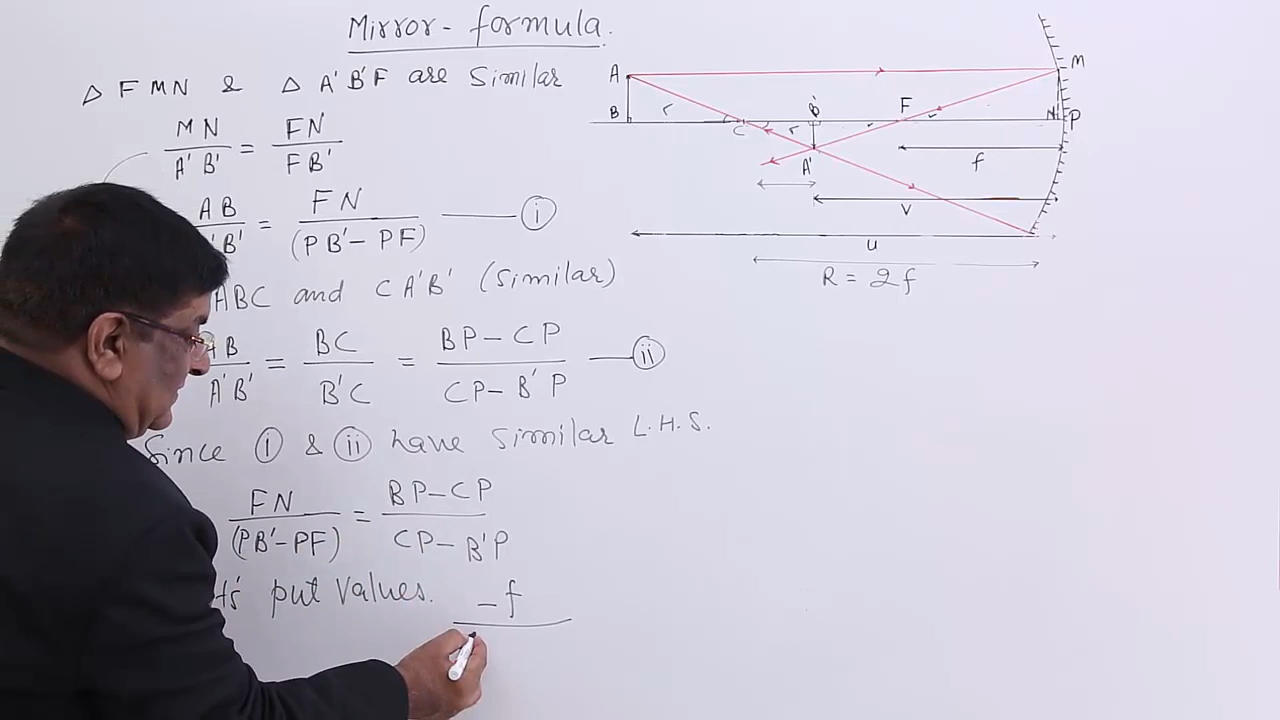 Mirror - formula.
△ FMN & △ A'B'F are Similar
MN / A'B' = FN / FB'
AB / 'B' = FN / (PB' - PF) — (i)
ABC and CA'B' (Similar)
AB / A'B' = BC / B'C = BP - CP / CP - B'P — (ii)
Since (i) & (ii) have similar L.H.S.
FN / (PB' - PF) = BP - CP / CP - B'P
t's put values.
- f
A
M
B
r
C
r
B'
F
N
P
A'
f
v
u
R = 2f